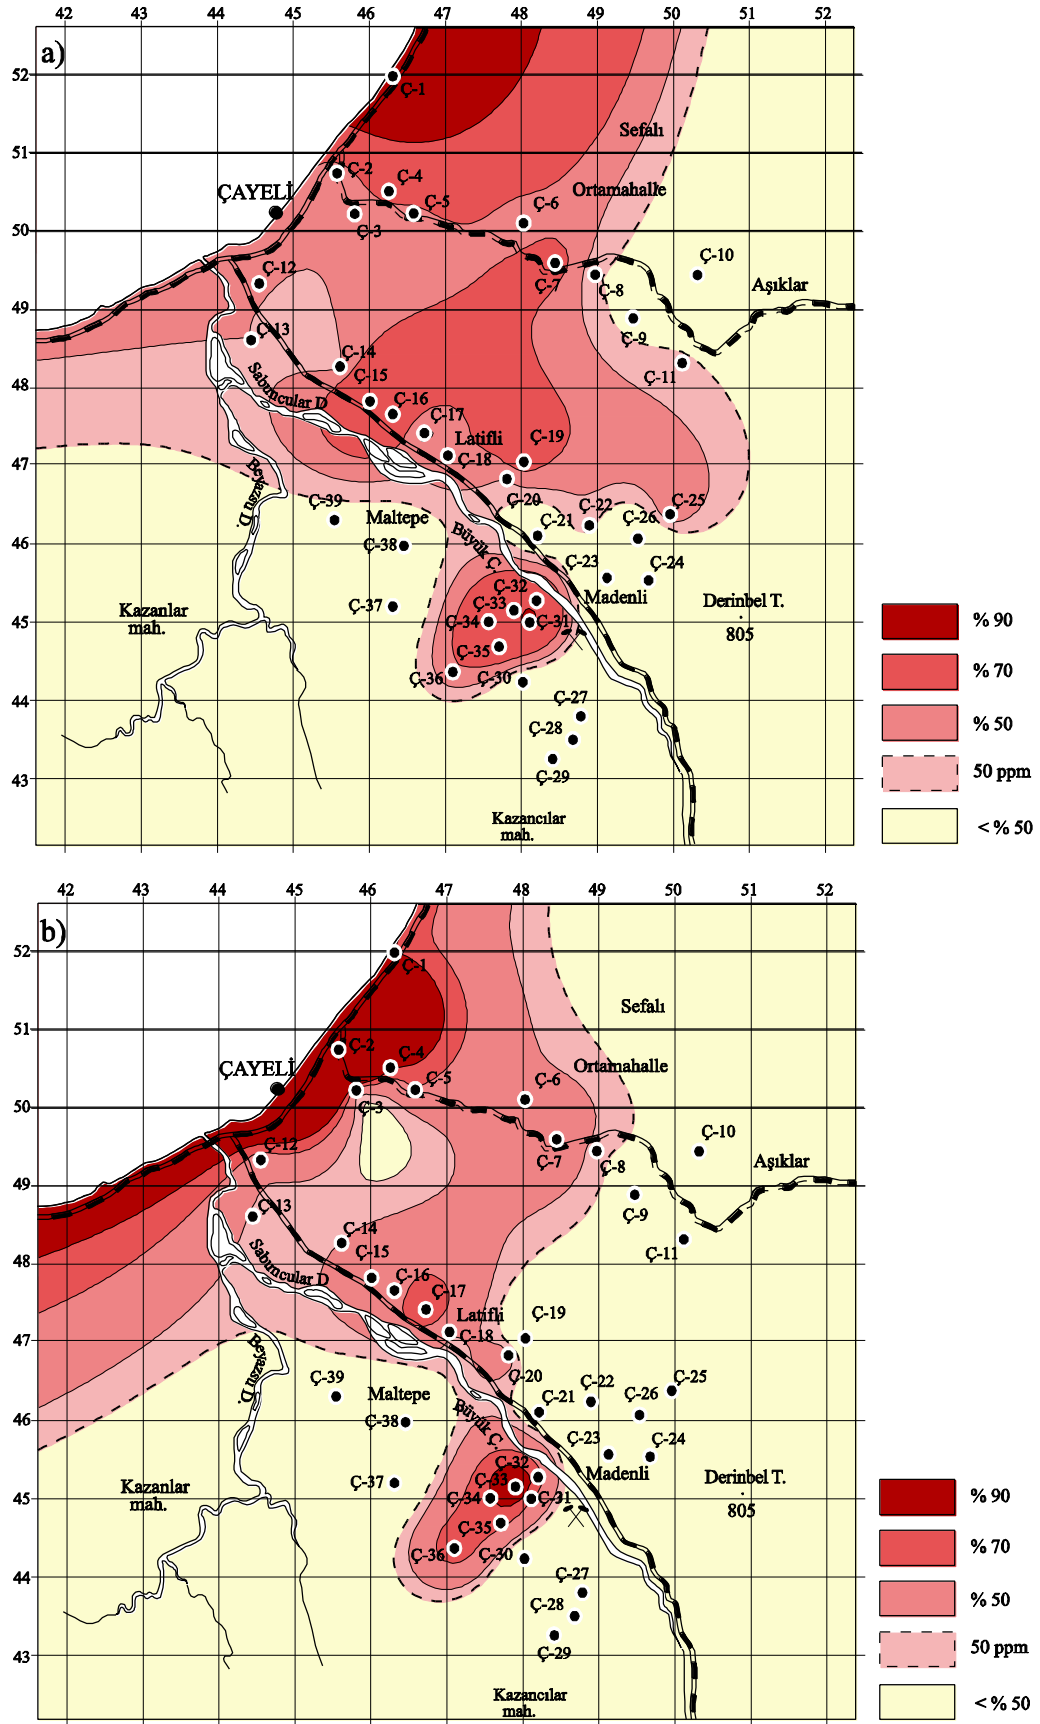 42 43 44 45 46 47 48 49 50 51 52
a)
52
Ç-1
Sefalı
51
Ç-2
Ç-4
ÇAYELİ
Ortamahalle
Ç-5
Ç-6
50
Ç-3
Ç-10
Ç-12
Ç-7
Ç-8
Aşıklar
49
Ç-13
Ç-9
Ç-14
Ç-15
Ç-11
48
Sabuncular D
Ç-16
Ç-17
Latifli
Ç-19
47
Ç-18
Beyazsu D.
Ç-20
Ç-39
Maltepe
Ç-22
Ç-25
Ç-21
Ç-26
46
Ç-38
Büyük Ç.
Ç-23
Ç-24
Ç-32
Madenli
Derinbel T.
805
Kazanlar
mah.
Ç-37
Ç-33
45
Ç-34
Ç-31
Ç-35
Ç-36
Ç-30
44
Ç-27
Ç-28
43
Ç-29
Kazancılar
mah.
% 90
% 70
% 50
50 ppm
< % 50
42 43 44 45 46 47 48 49 50 51 52
b)
52
Ç-1
Sefalı
51
Ç-2
Ç-4
ÇAYELİ
Ortamahalle
Ç-5
Ç-6
50
Ç-3
Ç-10
Ç-12
Ç-7
Ç-8
Aşıklar
49
Ç-13
Ç-9
Ç-14
Ç-15
Ç-11
48
Sabuncular D
Ç-16
Ç-17
Latifli
Ç-19
47
Ç-18
Beyazsu D.
Ç-20
Ç-39
Maltepe
Ç-22
Ç-25
Ç-21
Ç-26
46
Ç-38
Büyük Ç.
Ç-23
Ç-24
Ç-32
Madenli
Derinbel T.
805
Kazanlar
mah.
Ç-37
Ç-33
45
Ç-34
Ç-31
Ç-35
Ç-36
Ç-30
44
Ç-27
Ç-28
43
Ç-29
Kazancılar
mah.
% 90
% 70
% 50
50 ppm
< % 50